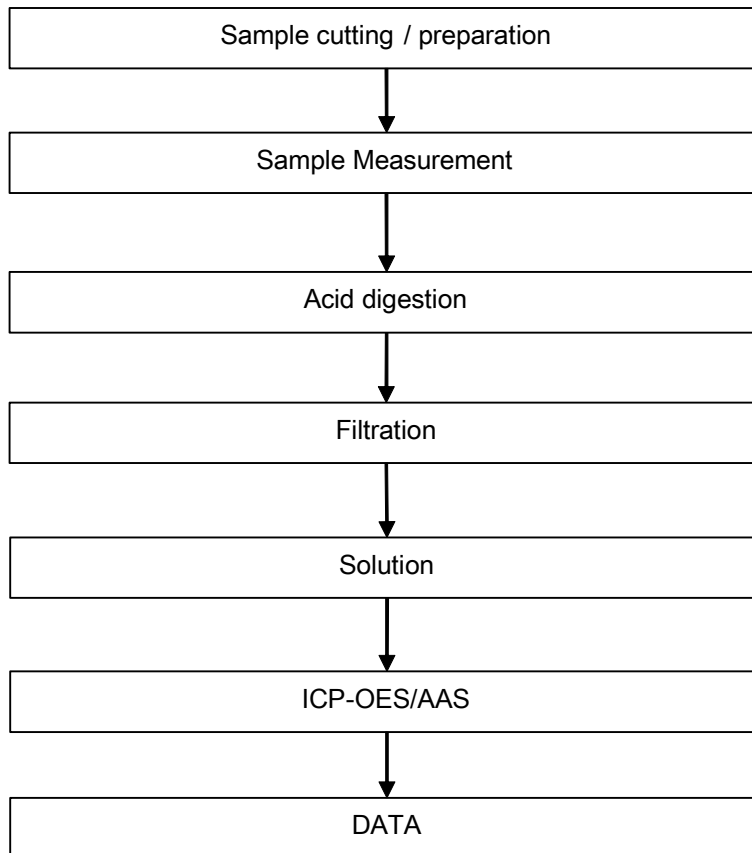 Sample cutting / preparation
Sample Measurement
Acid digestion
Filtration
Solution
ICP-OES/AAS
DATA